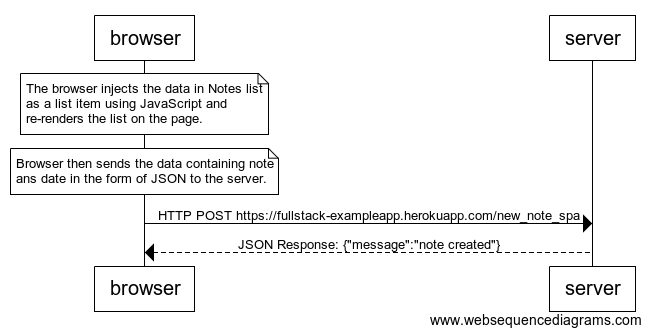 browser
server
The browser injects the data in Notes list
as a list item using JavaScript and
re-renders the list on the page.
Browser then sends the data containing note
ans date in the form of JSON to the server.
HTTP POST https://fullstack-exampleapp.herokuapp.com/new_note_spa
JSON Response: {"message":"note created"}
browser
server
www.websequencediagrams.com